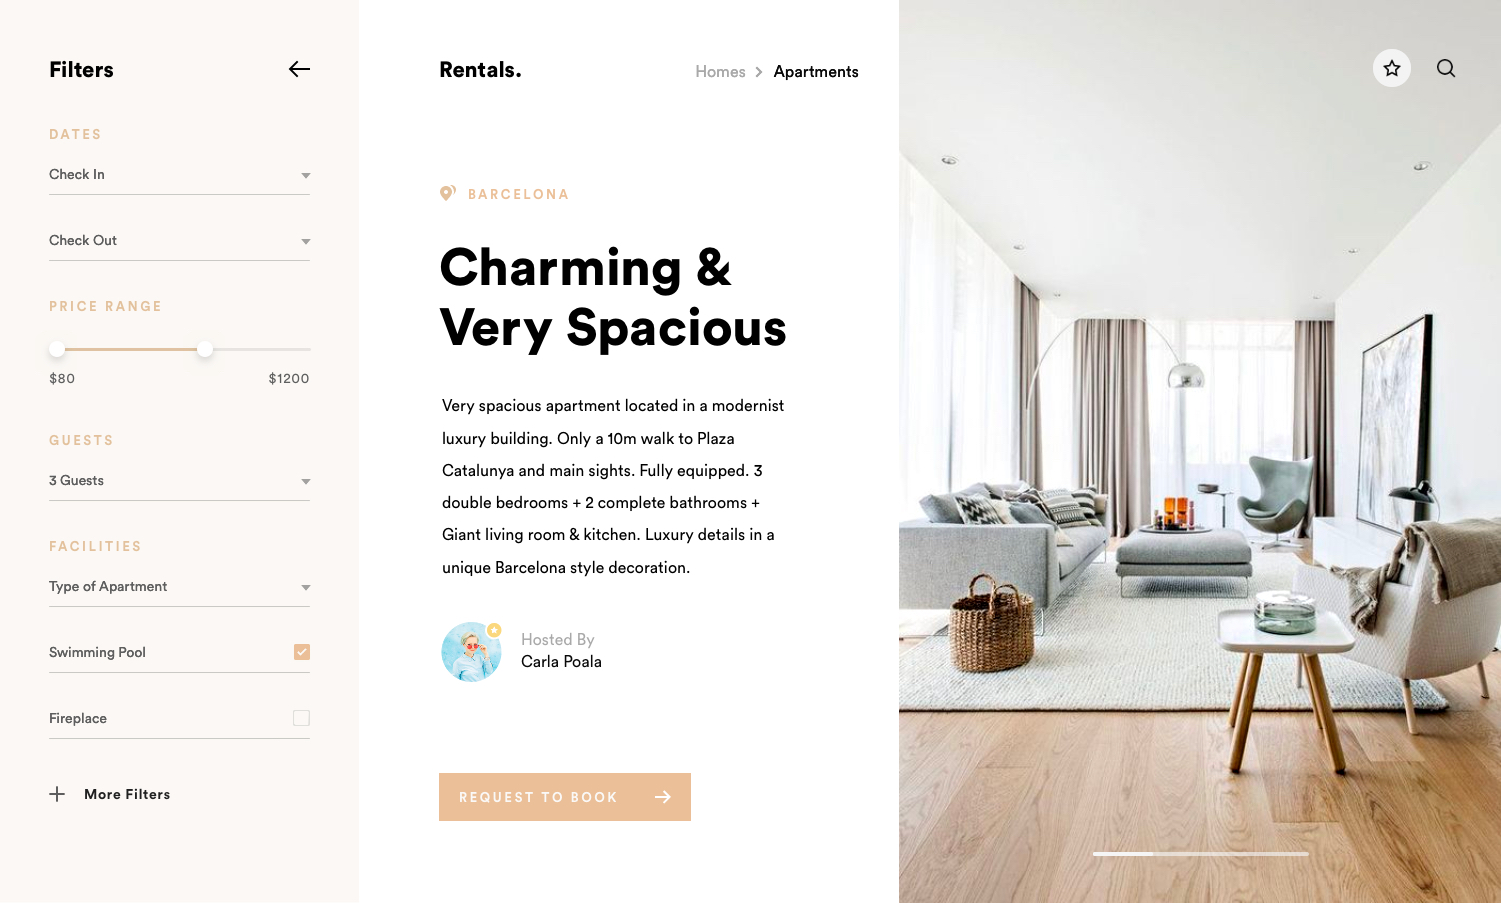 Filters
DATES
Check In
Check Out
PRICE RANGE
$80 $1200
GUESTS
3 Guests
FACILITIES
Type of Apartment
Swimming Pool
Fireplace
More Filters
Rentals.
Homes > Apartments
BARCELONA
Charming &
Very Spacious
Very spacious apartment located in a modernist
luxury building. Only a 10m walk to Plaza
Catalunya and main sights. Fully equipped. 3
double bedrooms + 2 complete bathrooms +
Giant living room & kitchen. Luxury details in a
unique Barcelona style decoration.
Hosted By
Carla Poala
REQUEST TO BOOK